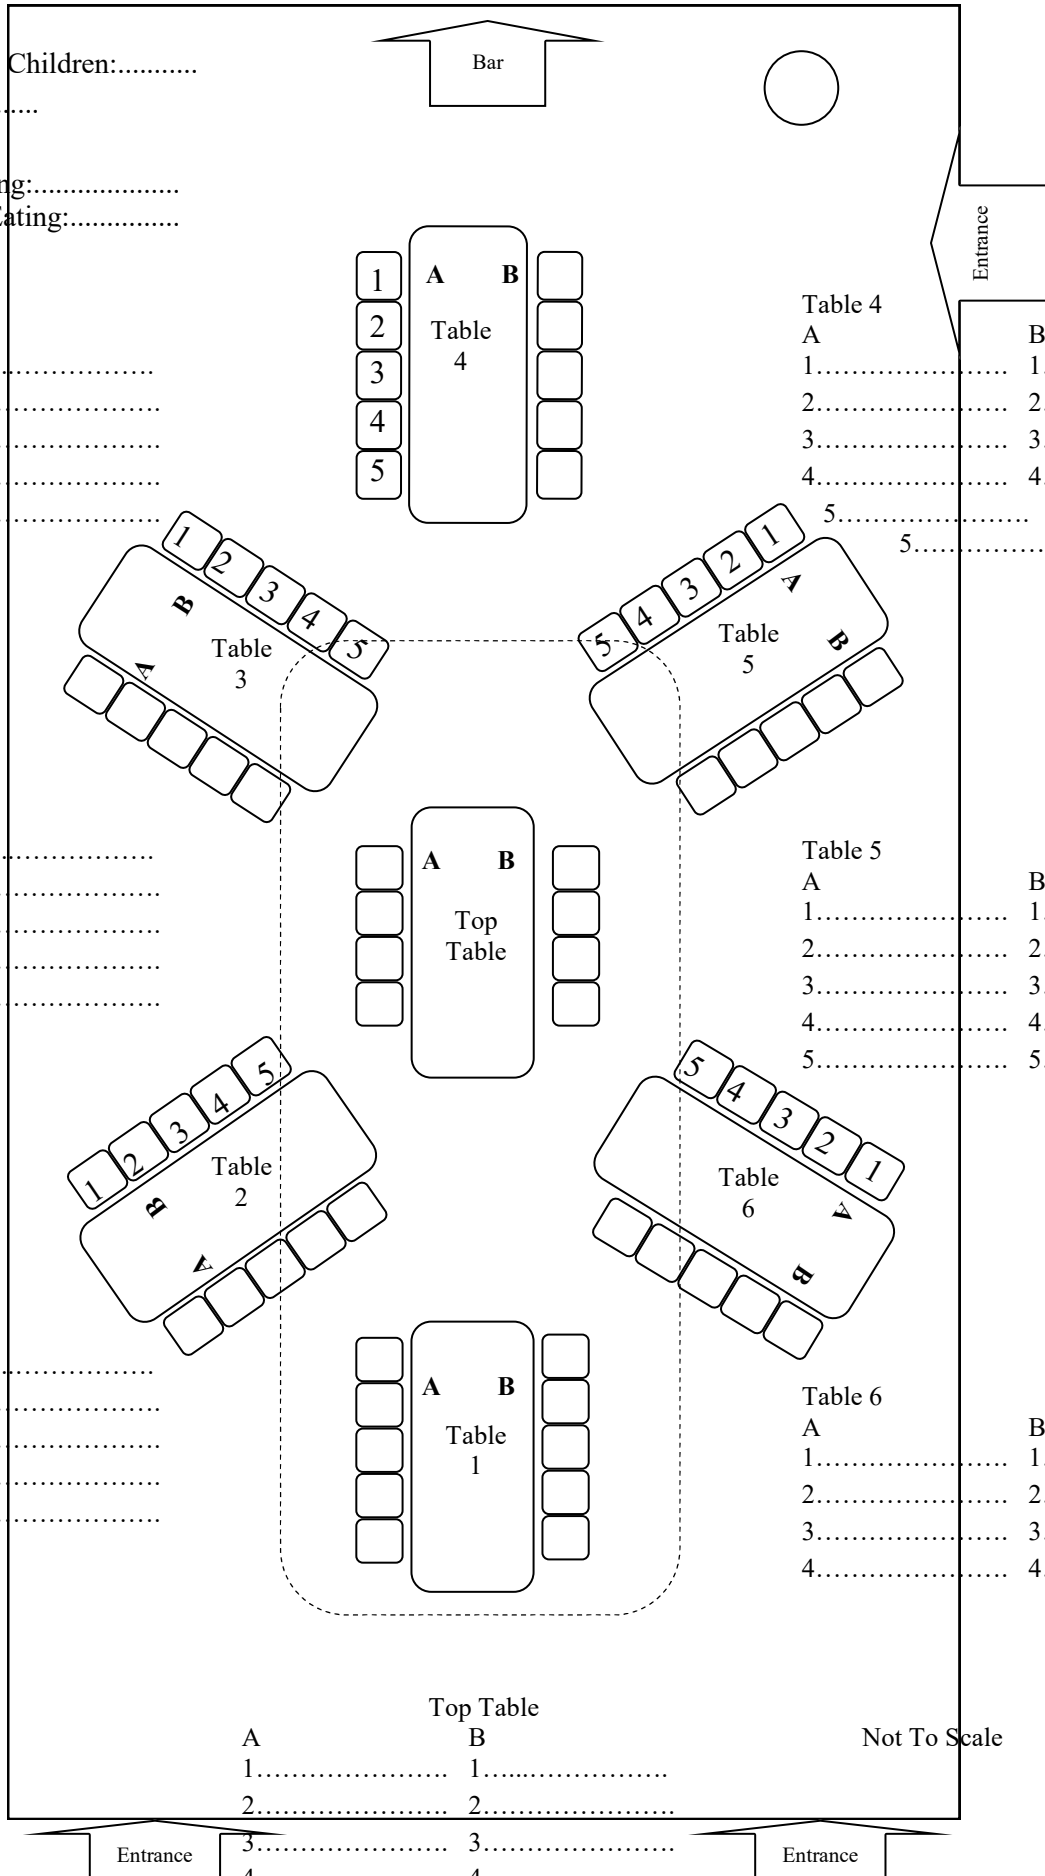 Children:...........
Bar
......
ng:....................
ating:...............
Entrance
A B
Table
4
1
2
3
4
5
Table 4
A B
1…………………. 1.
2…………………. 2.
3…………………. 3.
4…………………. 4.
5………………….
5……………
1
2
3
4
5
B
A
Table
3
1
2
3
4
5
A
B
Table
5
A B
Top
Table
Table 5
A B
1…………………. 1.
2…………………. 2.
3…………………. 3.
4…………………. 4.
5…………………. 5.
5
4
3
2
1
B
A
Table
2
5
4
3
2
1
A
B
Table
6
A B
Table
1
Table 6
A B
1…………………. 1.
2…………………. 2.
3…………………. 3.
4…………………. 4.
Top Table
A B
Not To Scale
1…………………. 1…..……………….
2…………………. 2………………….
3…………………. 3………………….
Entrance
Entrance